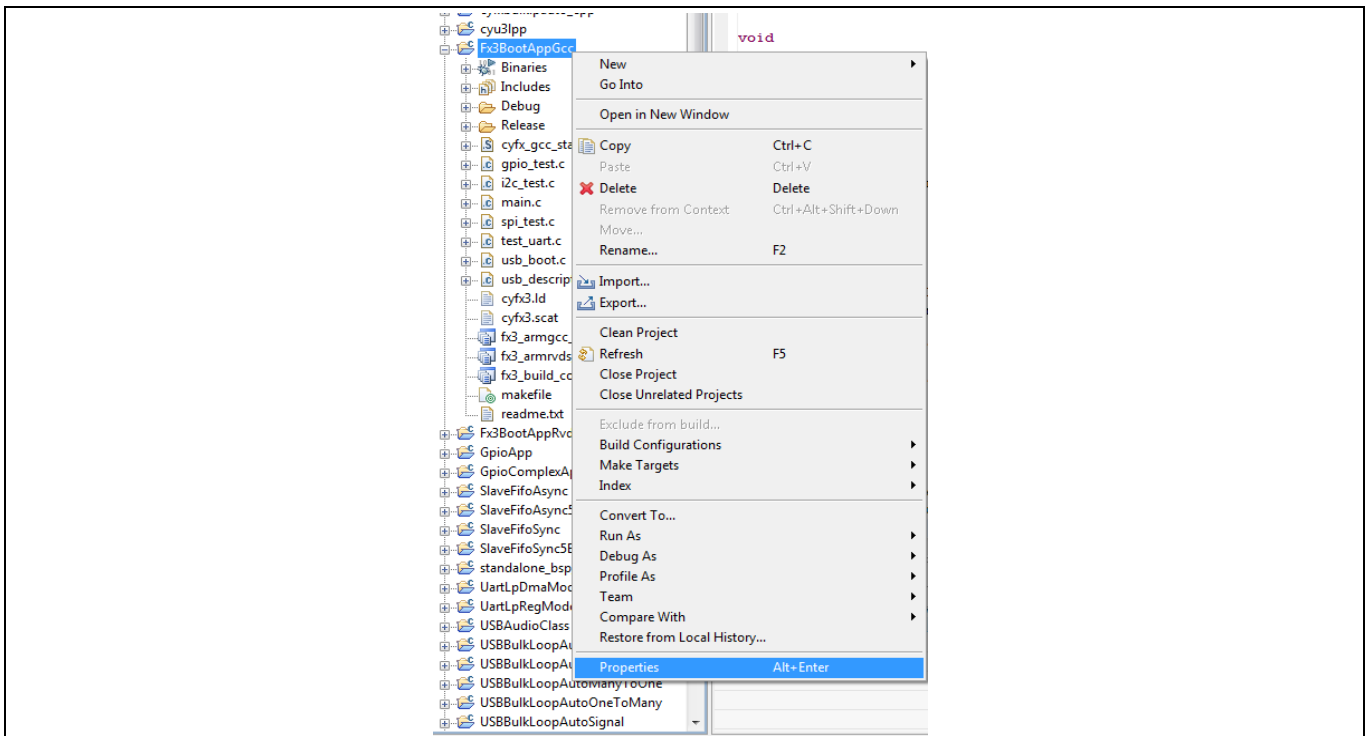 cyu3lpp
void
Fx3BootAppGcc
Binaries
Includes
Debug
Release
cyfx_gcc_sta
gpio_test.c
i2c_test.c
main.c
spi_test.c
test_uart.c
usb_boot.c
usb_descrip
cyfx3.ld
cyfx3.scat
fx3_armgcc_
fx3_armrvds
fx3_build_co
makefile
readme.txt
Fx3BootAppRvd
GpioApp
GpioComplexAp
SlaveFifoAsync
SlaveFifoAsync5
SlaveFifoSync
SlaveFifoSync5B
standalone_bsp
UartLpDmaMod
UartLpRegMode
USBAudioClass
USBBulkLoopAu
USBBulkLoopAu
USBBulkLoopAutoManyToOne
USBBulkLoopAutoOneToMany
USBBulkLoopAutoSignal
New
Go Into
Open in New Window
Copy Ctrl+C
Paste Ctrl+V
Delete Delete
Remove from Context Ctrl+Alt+Shift+Down
Move...
Rename... F2
Import...
Export...
Clean Project
Refresh F5
Close Project
Close Unrelated Projects
Exclude from build...
Build Configurations
Make Targets
Index
Convert To...
Run As
Debug As
Profile As
Team
Compare With
Restore from Local History...
Properties Alt+Enter